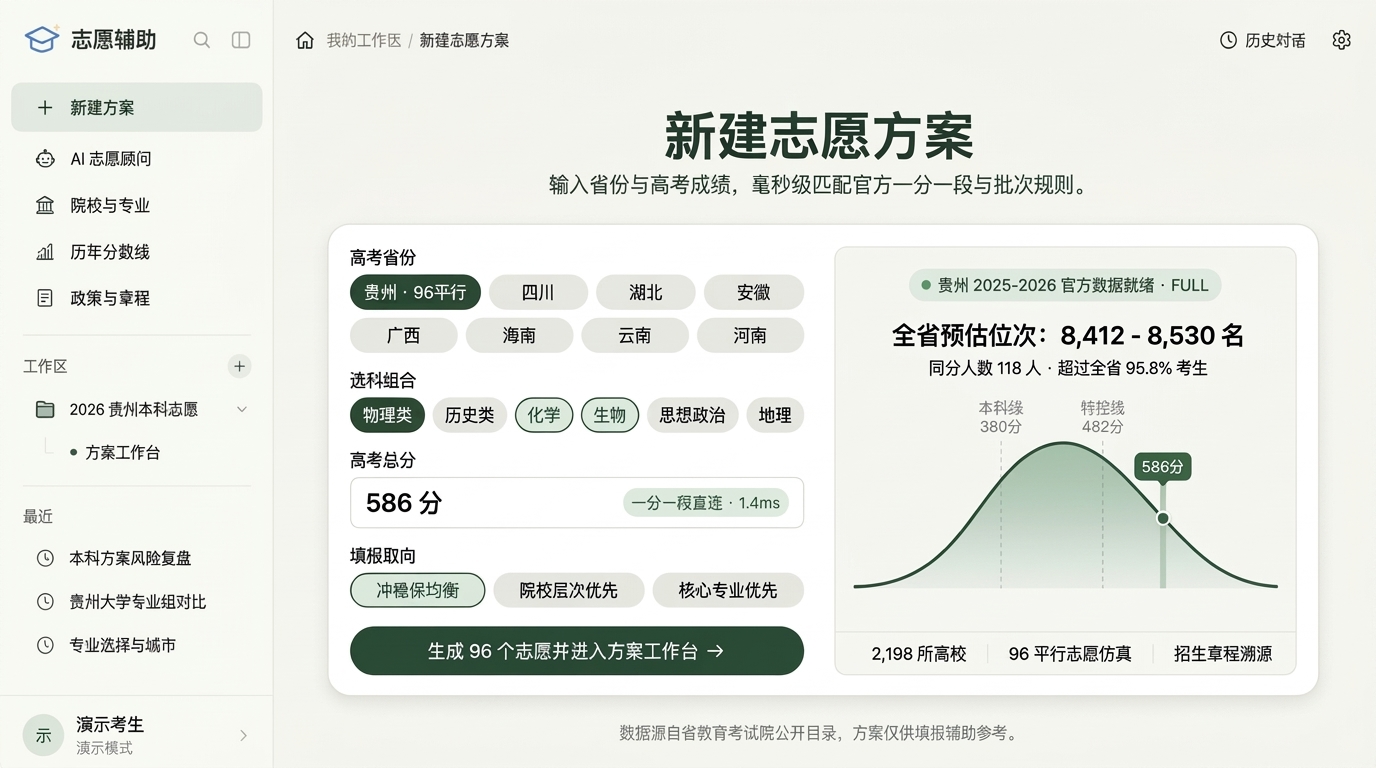 志愿辅助
新建方案
AI 志愿顾问
院校与专业
历年分数线
政策与章程
工作区
2026 贵州本科志愿
方案工作台
最近
本科方案风险复盘
贵州大学专业组对比
专业选择与城市
示
演示考生
演示模式
我的工作区 / 新建志愿方案
历史对话
新建志愿方案
输入省份与高考成绩，毫秒级匹配官方一分一段与批次规则。
高考省份
贵州 · 96平行 四川 湖北 安徽
广西 海南 云南 河南
选科组合
物理类 历史类 化学 生物 思想政治 地理
高考总分
586 分 一分一段直连 · 1.4ms
填报取向
冲稳保均衡 院校层次优先 核心专业优先
生成 96 个志愿并进入方案工作台 →
贵州 2025-2026 官方数据就绪 · FULL
全省预估位次：8,412 - 8,530 名
同分人数 118 人 · 超过全省 95.8% 考生
本科线 特控线
380分 482分
586分
2,198 所高校 96 平行志愿仿真 招生章程溯源
数据源自省教育考试院公开目录，方案仅供填报辅助参考。